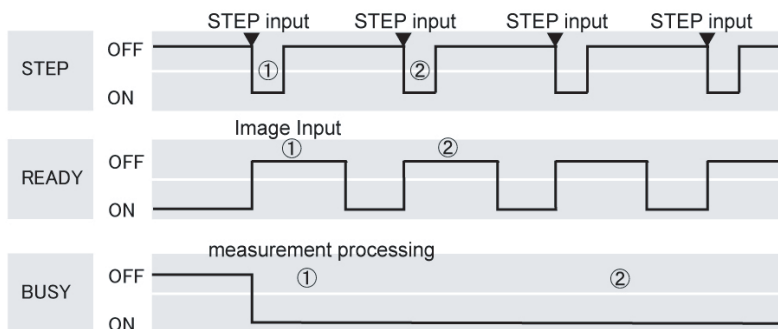 STEP input STEP input STEP input STEP input
STEP OFF
① ②
ON
Image Input
READY OFF ① ②
ON
measurement processing
BUSY OFF ① ②
ON